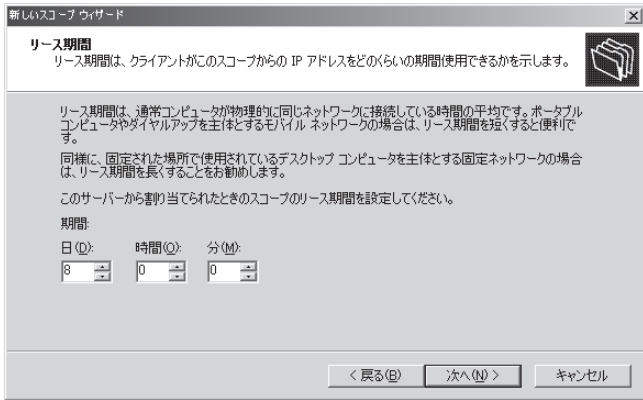 新しいスコープ ウィザード
リース期間
リース期間は、クライアントがこのスコープからの IP アドレスをどのくらいの期間使用できるかを示します。
リース期間は、通常コンピュータが物理的に同じネットワークに接続している時間の平均です。ポータブル
コンピュータやダイヤルアップを主体とするモバイル ネットワークの場合は、リース期間を短くすると便利で
す。
同様に、固定された場所で使用されているデスクトップ コンピュータを主体とする固定ネットワークの場合
は、リース期間を長くすることをお勧めします。
このサーバーから割り当てられたときのスコープのリース期間を設定してください。
期間:
日(D): 時間(O): 分(M):
8 0 0
< 戻る(B) 次へ(N) > キャンセル